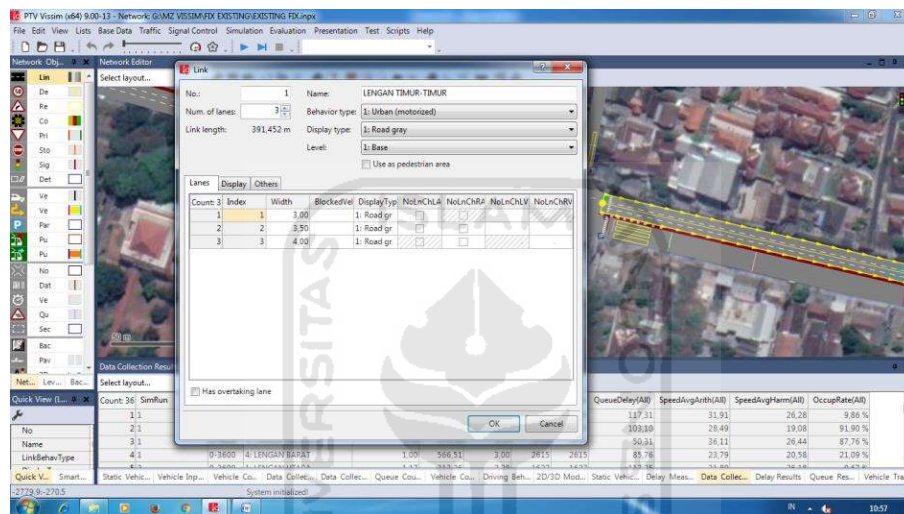 PTV Vissim (x64) 9.00-13 - Network: G:\MZ VISSIM\FIX EXISTING\EXISTING FIX.inpx
File Edit View Lists Base Data Traffic Signal Control Simulation Evaluation Presentation Test Scripts Help
Network Obj... Network Editor
Select layout...
Lin
De
Re
Co
Pri
Sto
Sig
Det
Ve
Ve
Par
Pu
Pu
No
Dat
Ve
Qu
Sec
Bac
Pav
Net... Lev... Bac...
Link
No.: 1 Name: LENGAN TIMUR-TIMUR
Num. of lanes: 3 Behavior type: 1: Urban (motorized)
Link length: 391,452 m Display type: 1: Road gray
Level: 1: Base
Use as pedestrian area
Lanes Display Others
Count: 3 Index Width BlockedVel DisplayTyp NoLnChLA NoLnChRA NoLnChLV NoLnChRV
1 1 3,00 1: Road gr
2 2 3,50 1: Road gr
3 3 4,00 1: Road gr
Has overtaking lane
OK Cancel
Data Collection Resul
Select layout...
Quick View (L... Count: 36 SimRun QueueDelay(All) SpeedAvgArith(All) SpeedAvgHarm(All) OccupRate(All)
1 1 117,31 31,91 26,28 9,86 %
2 1 103,10 28,49 19,08 91,90 %
3 1 50,31 36,11 26,44 87,76 %
4 1 0-3600 4: LENGAN BARAT 1,00 566,51 3,00 2615 2615 85,76 23,79 20,58 21,09 %
No
Name
LinkBehavType
Quick V... Smart...
Static Vehic... Vehicle Inp... Vehicle Co... Data Collec... Data Collec... Queue Cou... Vehicle Co... Driving Beh... 2D/3D Mod... Static Vehic... Delay Meas... Data Collec... Delay Results Queue Res... Vehicle Tra
-2779.9:-270.5 System initialized!
IN 10:57